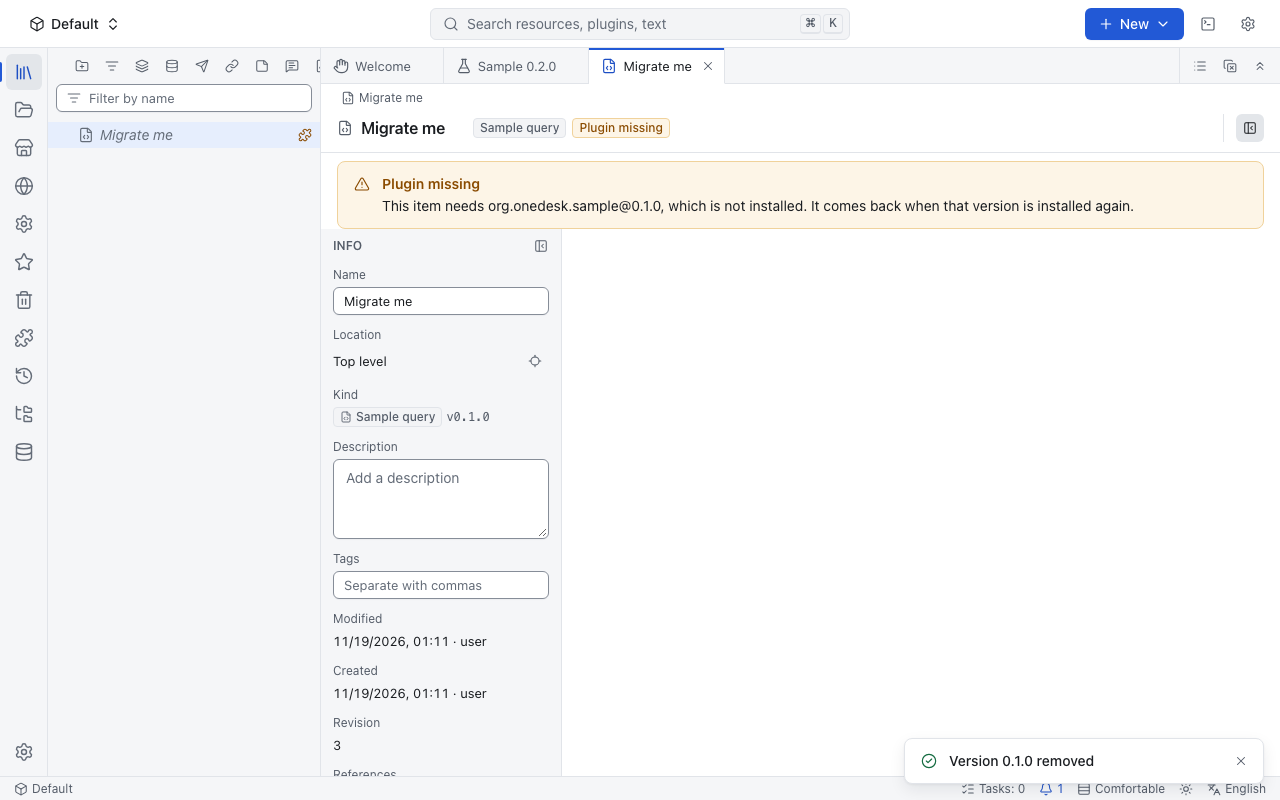 Default
Search resources, plugins, text
⌘ K
New
Welcome
Sample 0.2.0
Migrate me
Filter by name
Migrate me
Migrate me
Migrate me
Sample query
Plugin missing
Plugin missing
This item needs org.onedesk.sample@0.1.0, which is not installed. It comes back when that version is installed again.
INFO
Name
Migrate me
Location
Top level
Kind
Sample query v0.1.0
Description
Add a description
Tags
Separate with commas
Modified
11/19/2026, 01:11 · user
Created
11/19/2026, 01:11 · user
Revision
3
References
Version 0.1.0 removed
Default
Tasks: 0
1
Comfortable
English